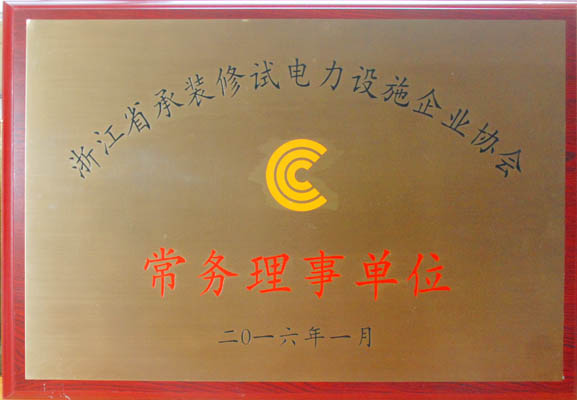 浙江省承装修试电力设施企业协会
常务理事单位
二〇一六年一月